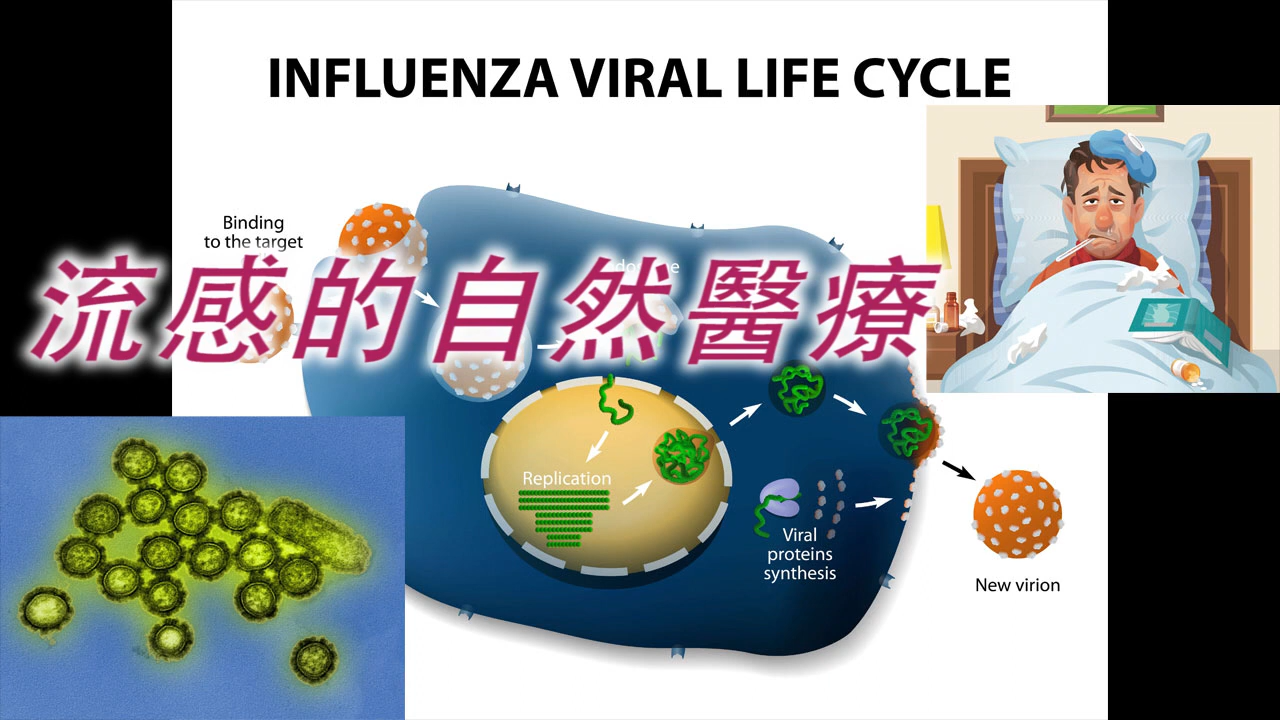 INFLUENZA VIRAL LIFE CYCLE
Binding
to the target
流感的自然醫療
Replication
Viral
proteins
synthesis
New virion